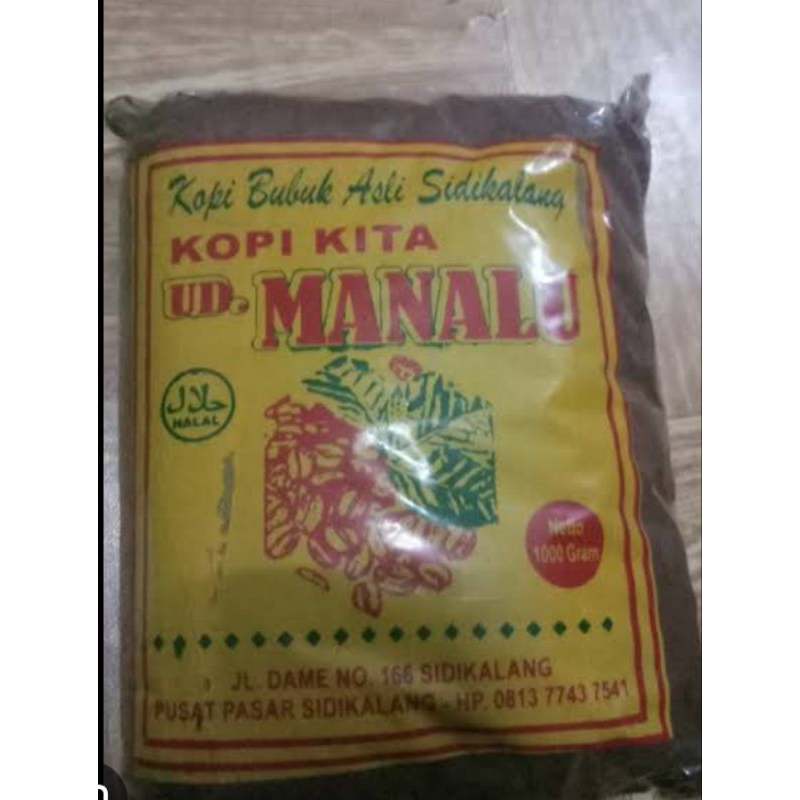 Kopi Bubuk Asli Sidikalang
KOPI KITA
UD. MANALU
حلال
HALAL
Netto
1000 Gram
JL. DAME NO. 166 SIDIKALANG
PUSAT PASAR SIDIKALANG - HP. 0813 7743 7541